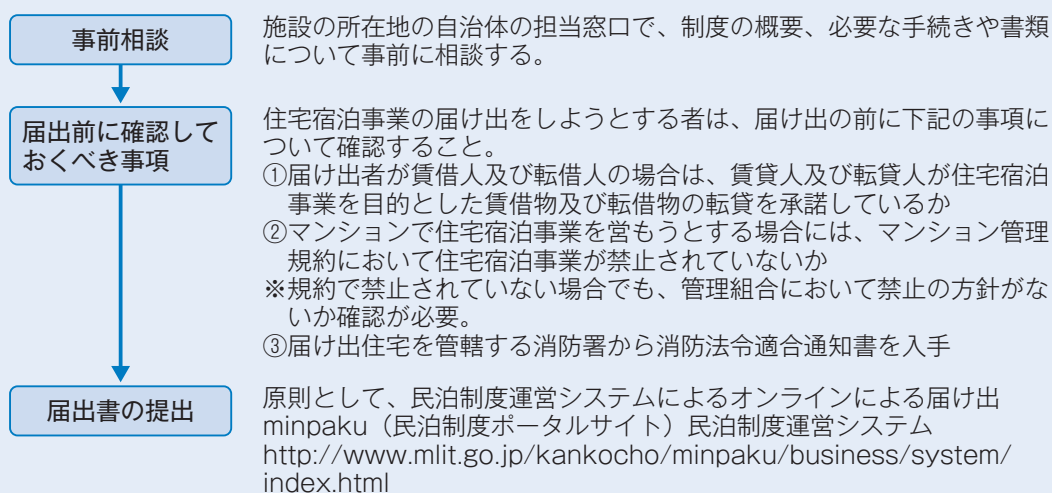 事前相談
施設の所在地の自治体の担当窓口で、制度の概要、必要な手続きや書類
について事前に相談する。
届出前に確認して
おくべき事項
住宅宿泊事業の届け出をしようとする者は、届け出の前に下記の事項に
ついて確認すること。
①届け出者が賃借人及び転借人の場合は、賃貸人及び転貸人が住宅宿泊
事業を目的とした賃借物及び転借物の転貸を承諾しているか
②マンションで住宅宿泊事業を営もうとする場合には、マンション管理
規約において住宅宿泊事業が禁止されていないか
※規約で禁止されていない場合でも、管理組合において禁止の方針がな
いか確認が必要。
③届け出住宅を管轄する消防署から消防法令適合通知書を入手
届出書の提出
原則として、民泊制度運営システムによるオンラインによる届け出
minpaku（民泊制度ポータルサイト）民泊制度運営システム
http://www.mlit.go.jp/kankocho/minpaku/business/system/
index.html